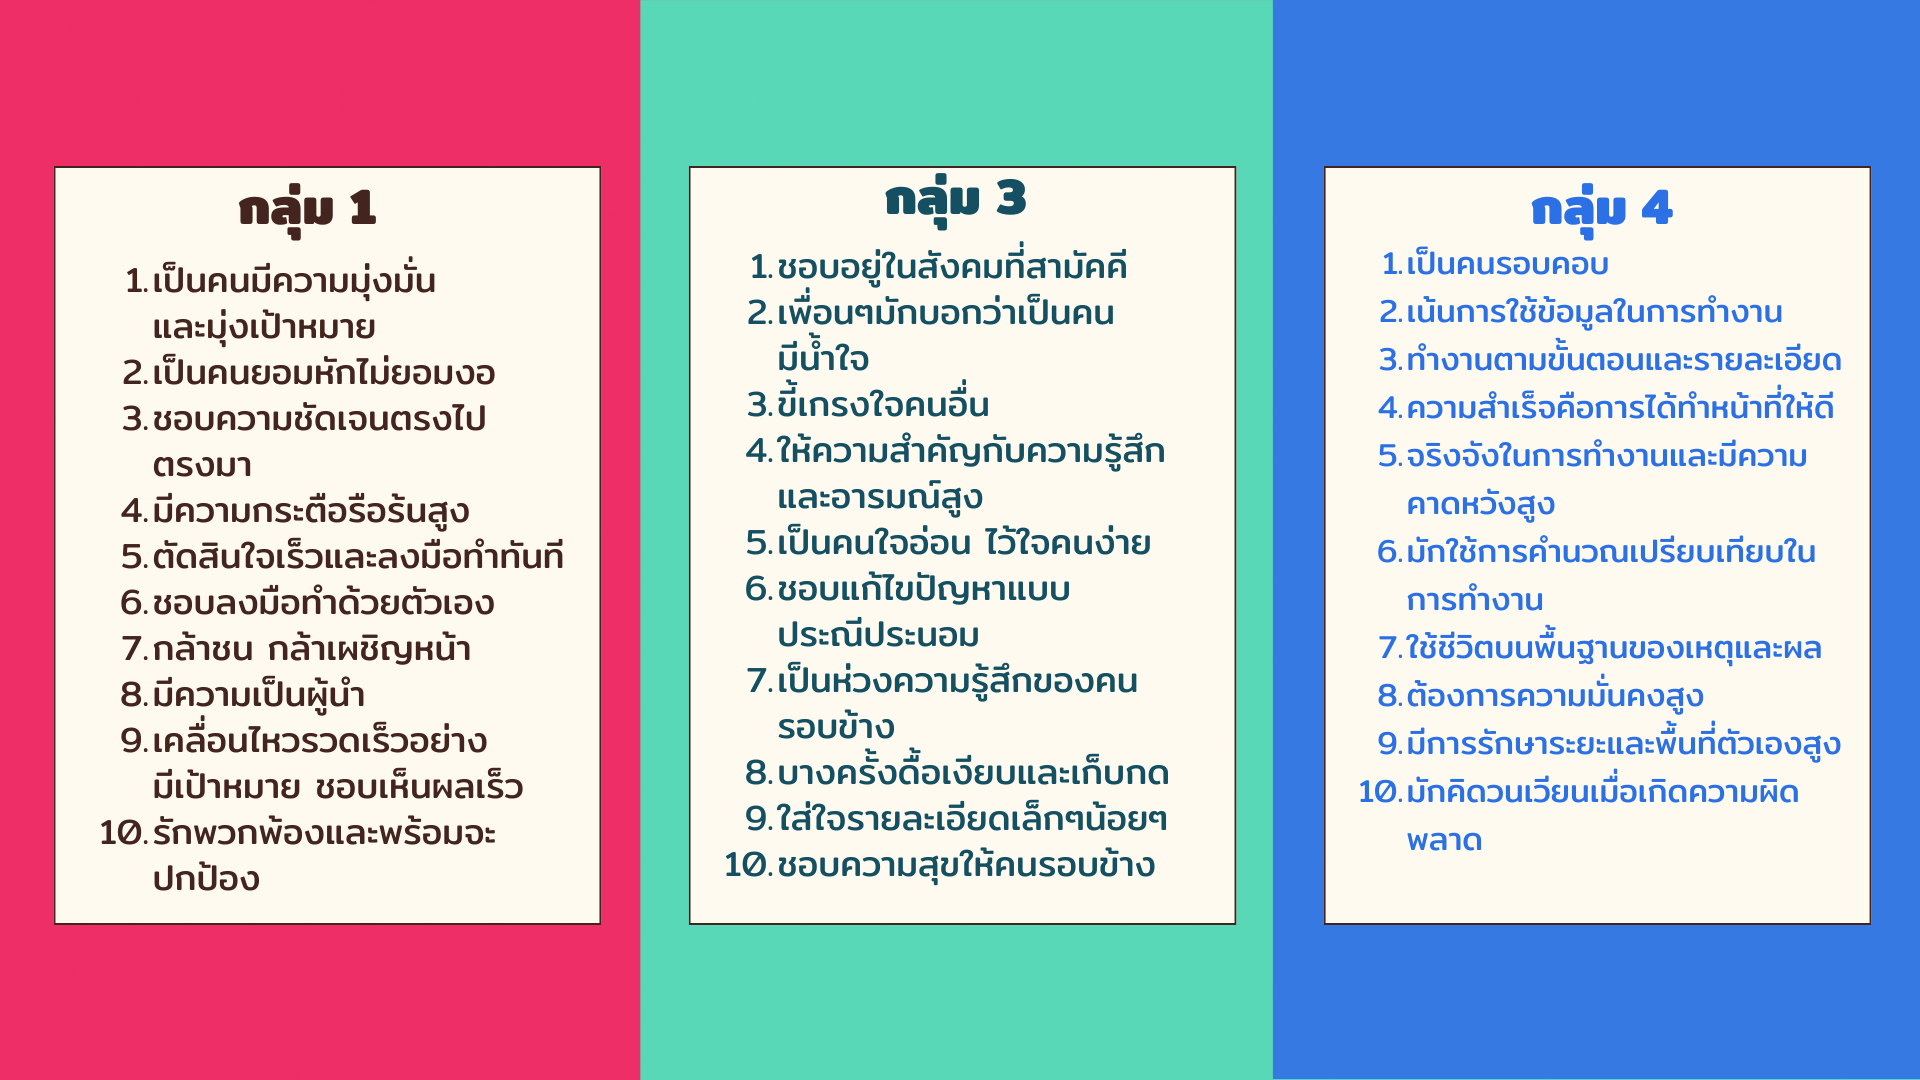 กลุ่ม 1
1. เป็นคนมีความมุ่งมั่น
และมุ่งเป้าหมาย
2. เป็นคนยอมหักไม่ยอมงอ
3. ชอบความชัดเจนตรงไป
ตรงมา
4. มีความกระตือรือร้นสูง
5. ตัดสินใจเร็วและลงมือทำทันที
6. ชอบลงมือทำด้วยตัวเอง
7. กล้าชน กล้าเผชิญหน้า
8. มีความเป็นผู้นำ
9. เคลื่อนไหวรวดเร็วอย่าง
มีเป้าหมาย ชอบเห็นผลเร็ว
10. รักพวกพ้องและพร้อมจะ
ปกป้อง
กลุ่ม 3
1. ชอบอยู่ในสังคมที่สามัคคี
2. เพื่อนๆมักบอกว่าเป็นคน
มีน้ำใจ
3. ขี้เกรงใจคนอื่น
4. ให้ความสำคัญกับความรู้สึก
และอารมณ์สูง
5. เป็นคนใจอ่อน ไว้ใจคนง่าย
6. ชอบแก้ไขปัญหาแบบ
ประณีประนอม
7. เป็นห่วงความรู้สึกของคน
รอบข้าง
8. บางครั้งดื้อเงียบและเก็บกด
9. ใส่ใจรายละเอียดเล็กๆน้อยๆ
10. ชอบความสุขให้คนรอบข้าง
กลุ่ม 4
1. เป็นคนรอบคอบ
2. เน้นการใช้ข้อมูลในการทำงาน
3. ทำงานตามขั้นตอนและรายละเอียด
4. ความสำเร็จคือการได้ทำหน้าที่ให้ดี
5. จริงจังในการทำงานและมีความ
คาดหวังสูง
6. มักใช้การคำนวณเปรียบเทียบใน
การทำงาน
7. ใช้ชีวิตบนพื้นฐานของเหตุและผล
8. ต้องการความมั่นคงสูง
9. มีการรักษาระยะและพื้นที่ตัวเองสูง
10. มักคิดวนเวียนเมื่อเกิดความผิด
พลาด